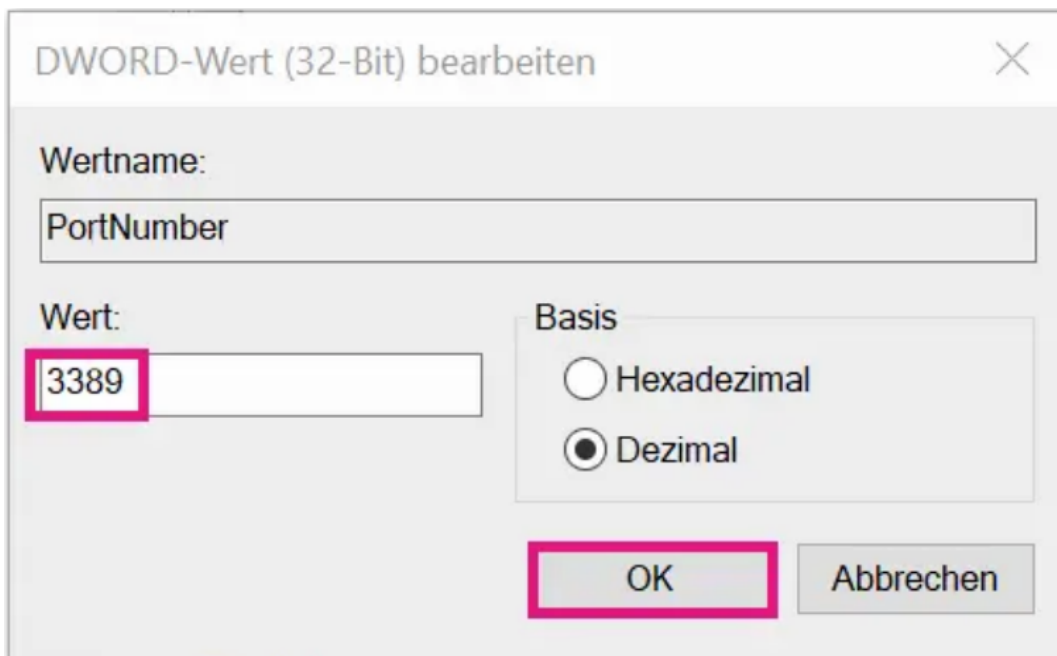 DWORD-Wert (32-Bit) bearbeiten
Wertname:
PortNumber
Wert:
3389
Basis
Hexadezimal
Dezimal
OK
Abbrechen